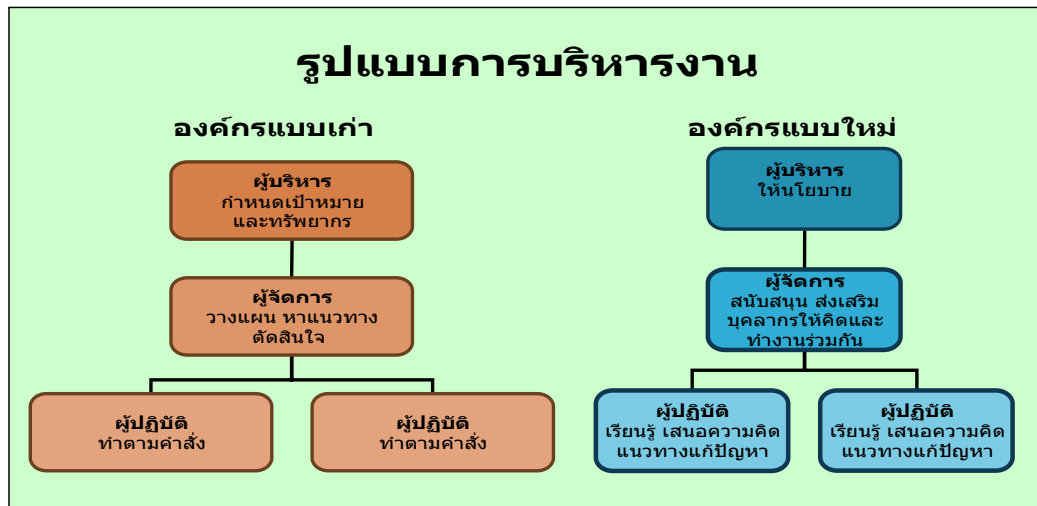 รูปแบบการบริหารงาน
องค์กรแบบเก่า
ผู้บริหาร
กำหนดเป้าหมาย
และทรัพยากร
ผู้จัดการ
วางแผน หาแนวทาง
ตัดสินใจ
ผู้ปฏิบัติ
ทำตามคำสั่ง
ผู้ปฏิบัติ
ทำตามคำสั่ง
องค์กรแบบใหม่
ผู้บริหาร
ให้นโยบาย
ผู้จัดการ
สนับสนุน ส่งเสริม
บุคลากรให้คิดและ
ทำงานร่วมกัน
ผู้ปฏิบัติ
เรียนรู้ เสนอความคิด
แนวทางแก้ปัญหา
ผู้ปฏิบัติ
เรียนรู้ เสนอความคิด
แนวทางแก้ปัญหา